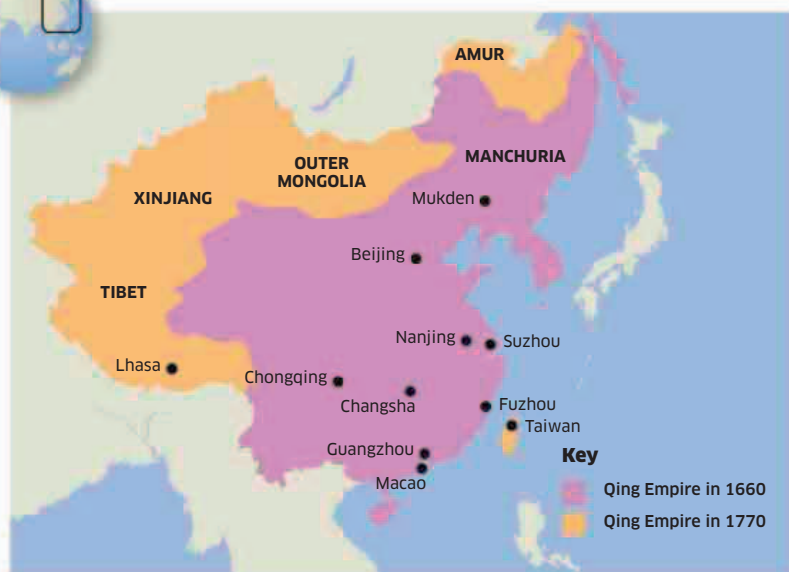 AMUR
OUTER
MONGOLIA
MANCHURIA
XINJIANG
Mukden
Beijing
TIBET
Nanjing
Suzhou
Lhasa
Chongqing
Changsha
Fuzhou
Taiwan
Guangzhou
Macao
Key
Qing Empire in 1660
Qing Empire in 1770